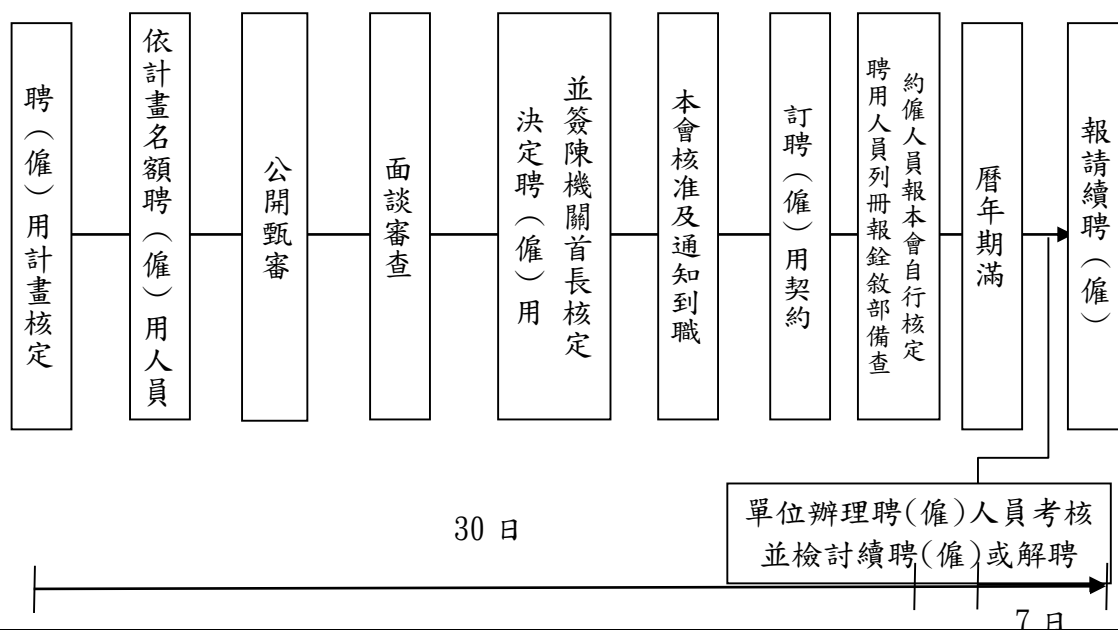 聘（僱）用計畫核定
依計畫名額聘（僱）用人員
公開甄審
面談審查
決定聘（僱）用
並簽陳機關首長核定
本會核准及通知到職
訂聘（僱）用契約
聘用人員列冊報銓敘部備查
約僱人員報本會自行核定
曆年期滿
報請續聘（僱）
單位辦理聘(僱)人員考核
並檢討續聘(僱)或解聘
30 日
7 日